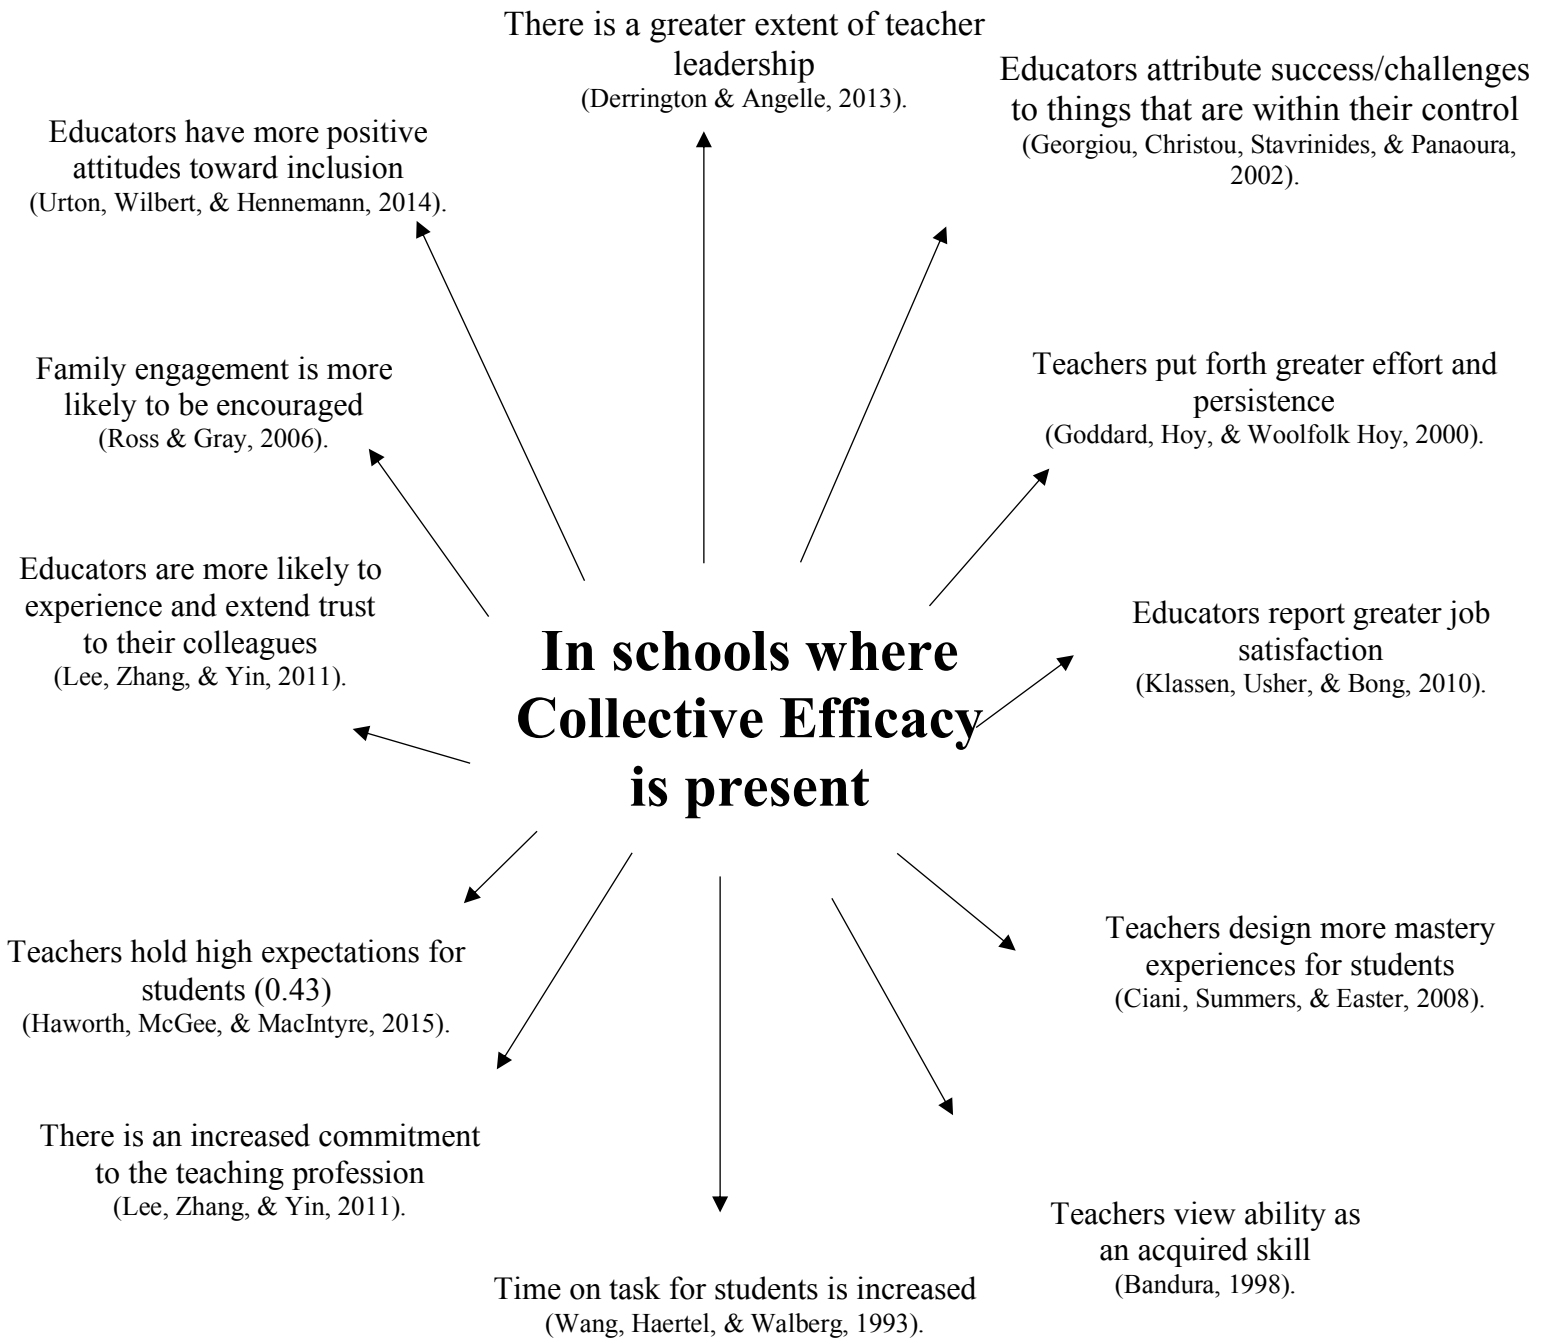 There is a greater extent of teacher
leadership
(Derrington & Angelle, 2013).
Educators attribute success/challenges
to things that are within their control
(Georgiou, Christou, Stavrinides, & Panaoura,
2002).
Educators have more positive
attitudes toward inclusion
(Urton, Wilbert, & Hennemann, 2014).
Family engagement is more
likely to be encouraged
(Ross & Gray, 2006).
Teachers put forth greater effort and
persistence
(Goddard, Hoy, & Woolfolk Hoy, 2000).
Educators are more likely to
experience and extend trust
to their colleagues
(Lee, Zhang, & Yin, 2011).
In schools where
Collective Efficacy
is present
Educators report greater job
satisfaction
(Klassen, Usher, & Bong, 2010).
Teachers hold high expectations for
students (0.43)
(Haworth, McGee, & MacIntyre, 2015).
Teachers design more mastery
experiences for students
(Ciani, Summers, & Easter, 2008).
There is an increased commitment
to the teaching profession
(Lee, Zhang, & Yin, 2011).
Teachers view ability as
an acquired skill
(Bandura, 1998).
Time on task for students is increased
(Wang, Haertel, & Walberg, 1993).